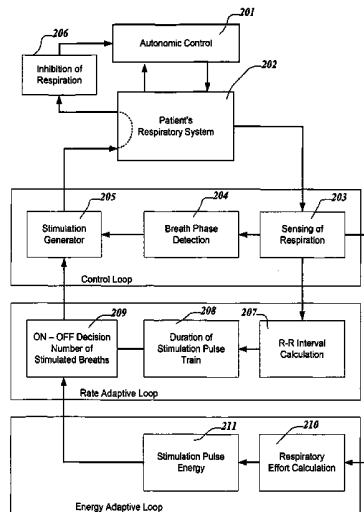 201
206
Autonomic Control
202
Inhibition of
Respiration
Patient's
Respiratory System
205
204
203
Stimulation
Generator
Breath Phase
Detection
Sensing of
Respiration
Control Loop
209
208
207
ON – OFF Decision
Number of
Stimulated Breaths
Duration of
Stimulation Pulse
Train
R-R Interval
Calculation
Rate Adaptive Loop
211
210
Stimulation Pulse
Energy
Respiratory
Effort Calculation
Energy Adaptive Loop